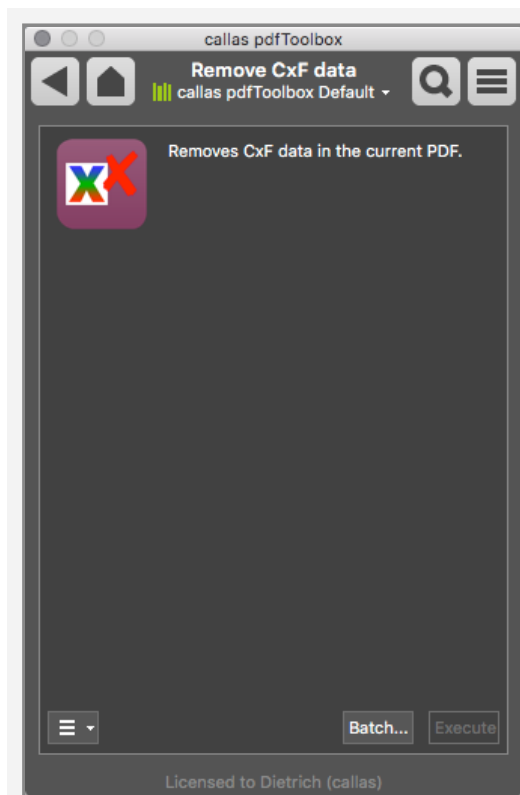 callas pdfToolbox
Remove CxF data
callas pdfToolbox Default
Removes CxF data in the current PDF.
X
Batch...
Execute
Licensed to Dietrich (callas)